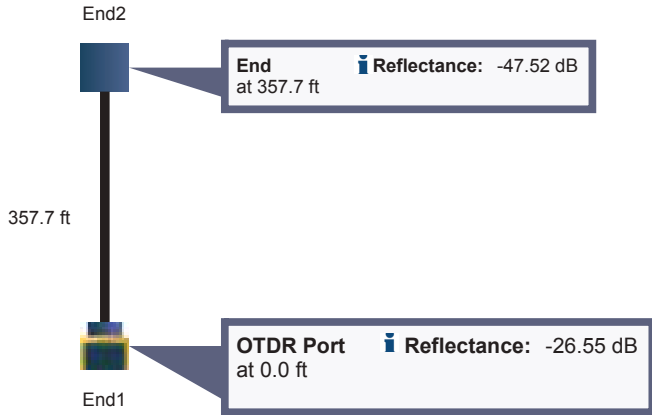 End2
End Reflectance: -47.52 dB
at 357.7 ft
357.7 ft
OTDR Port Reflectance: -26.55 dB
at 0.0 ft
End1